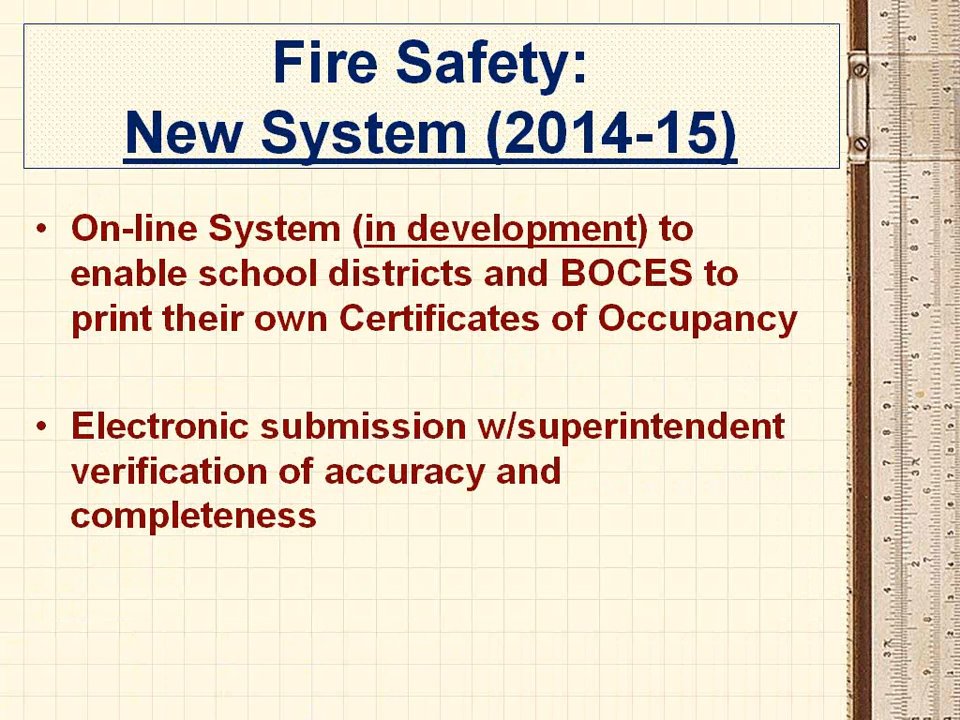 Fire Safety:
New System (2014-15)
• On-line System (in development) to
enable school districts and BOCES to
print their own Certificates of Occupancy
• Electronic submission w/superintendent
verification of accuracy and
completeness